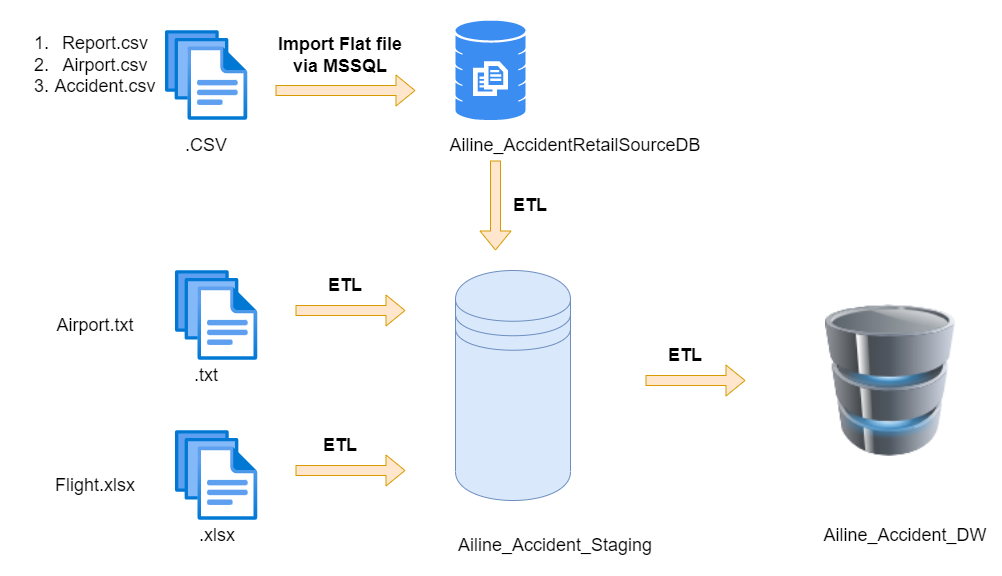 1. Report.csv
2. Airport.csv
3. Accident.csv
.CSV
Import Flat file
via MSSQL
Ailine_AccidentRetailSourceDB
ETL
Airport.txt
.txt
ETL
Flight.xlsx
.xlsx
ETL
Ailine_Accident_Staging
ETL
Ailine_Accident_DW